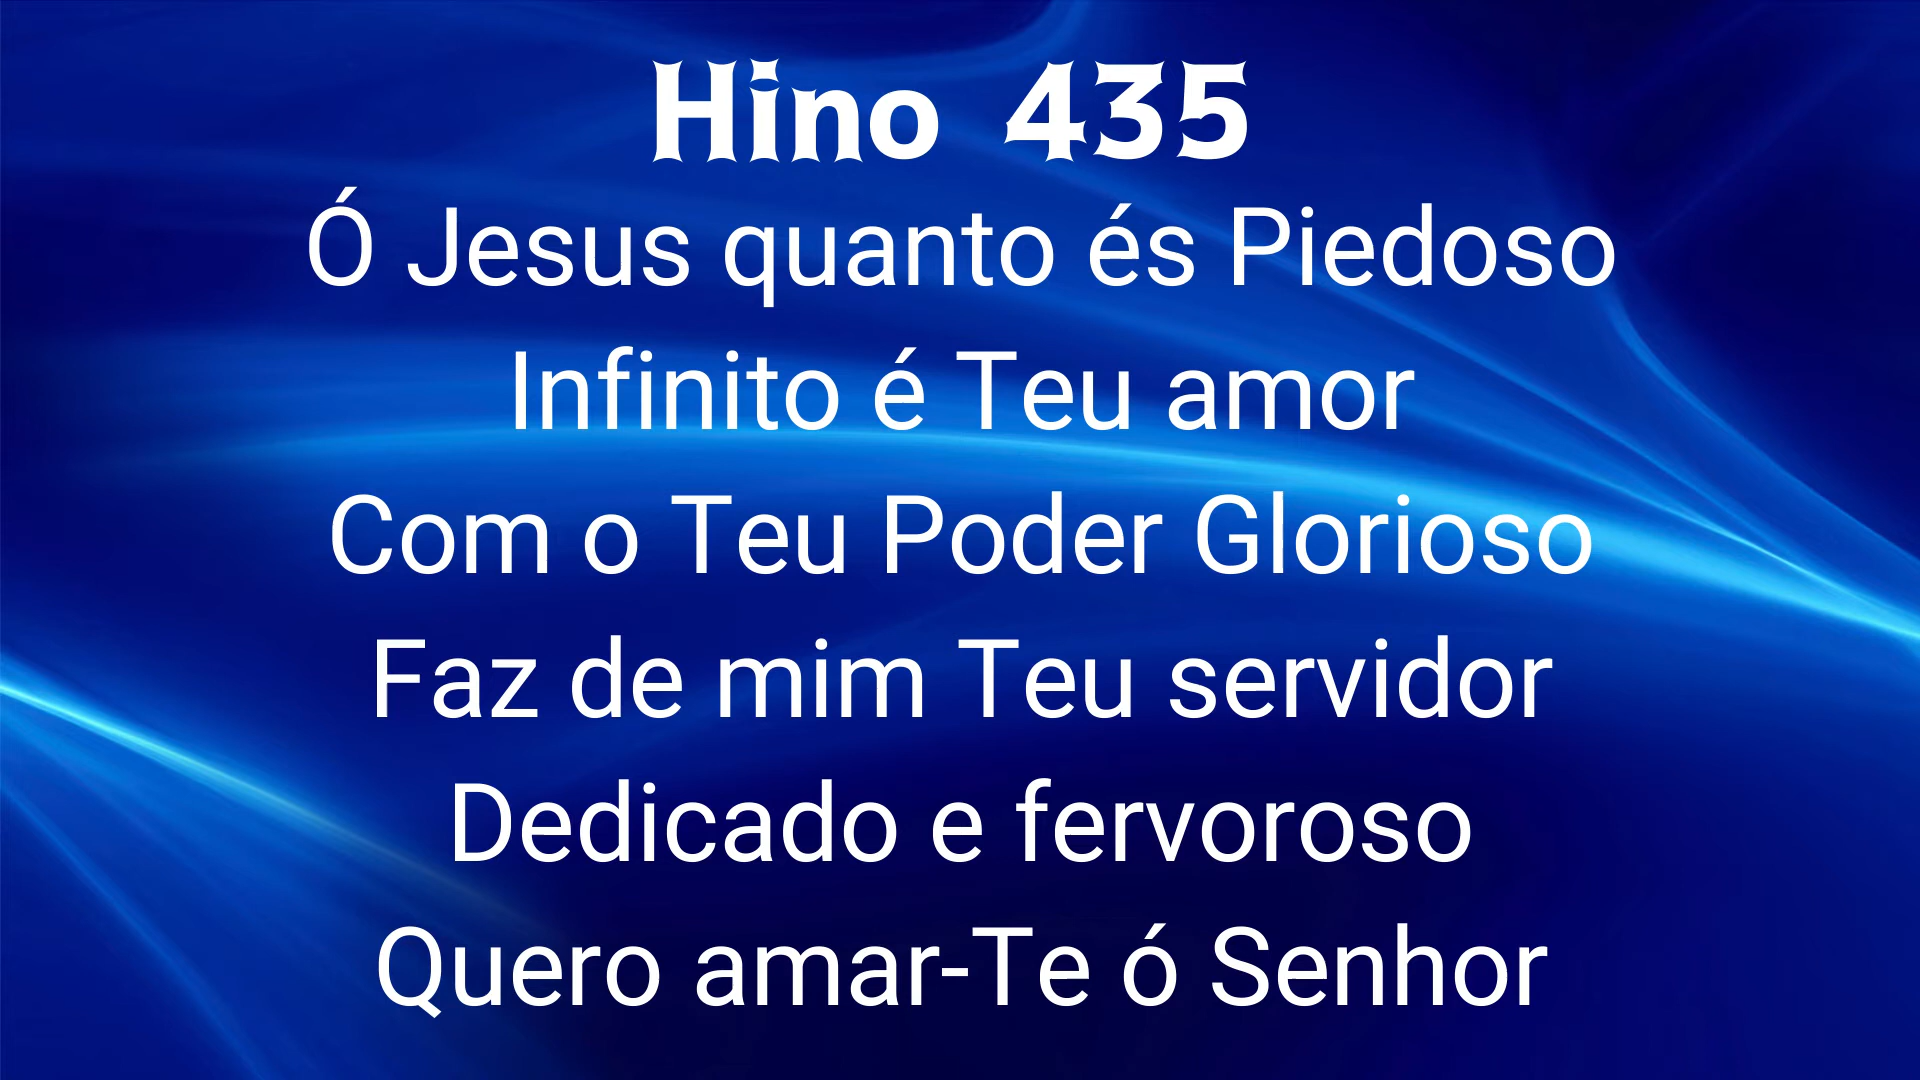 Hino 435
Ó Jesus quanto és Piedoso
Infinito é Teu amor
Com o Teu Poder Glorioso
Faz de mim Teu servidor
Dedicado e fervoroso
Quero amar-Te ó Senhor